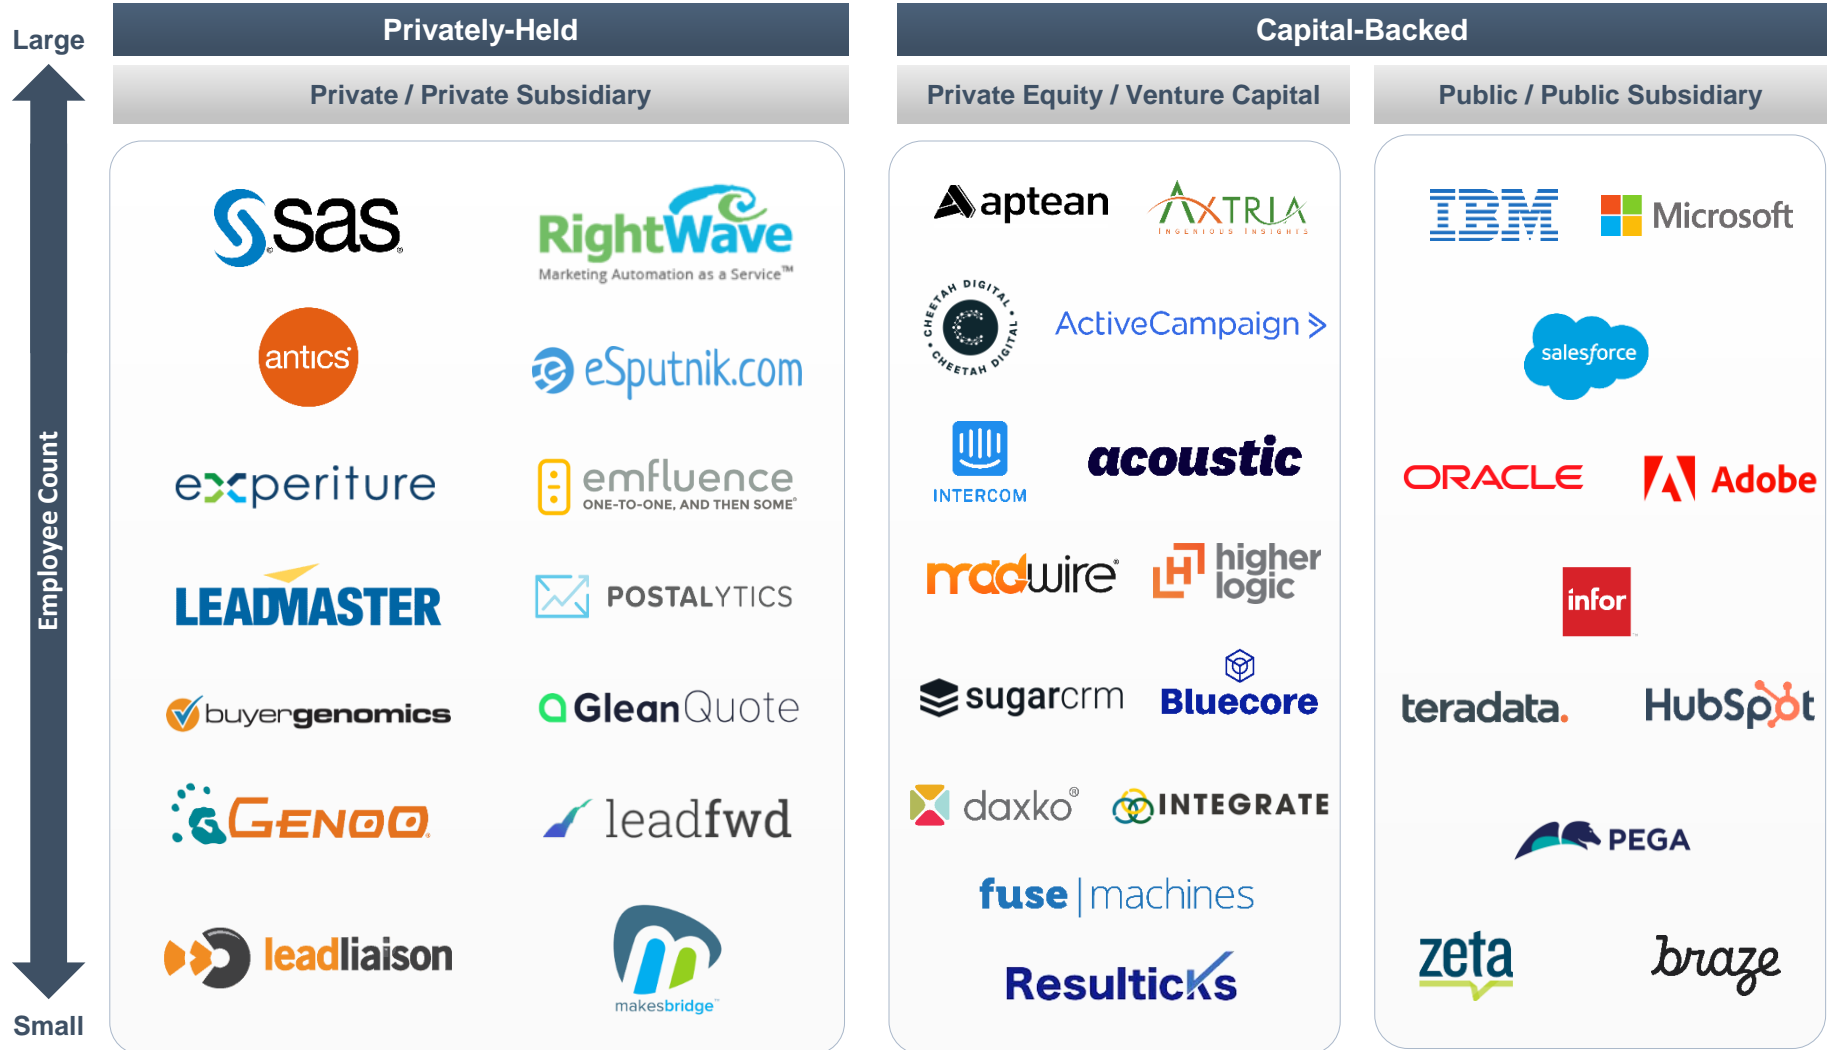 Large
Privately-Held
Capital-Backed
Private / Private Subsidiary
Private Equity / Venture Capital
Public / Public Subsidiary
Employee Count
Small
sas
RightWave
Marketing Automation as a Service™
antics
eSputnik.com
experiture
emfluence
ONE-TO-ONE, AND THEN SOME®
LEADMASTER
POSTALYTICS
buyergenomics
GleanQuote
GENOO
leadfwd
leadliaison
makesbridge
aptean
AXTRIA
INGENIOUS INSIGHTS
CHEETAH DIGITAL • CHEETAH DIGITAL •
C
ActiveCampaign >
INTERCOM
acoustic
madwire®
H higher
logic
sugarcrm
Bluecore
daxko®
INTEGRATE
fuse|machines
Resulticks
IBM
Microsoft
salesforce
ORACLE
Adobe
infor
teradata.
HubSpot
PEGA
zeta
braze